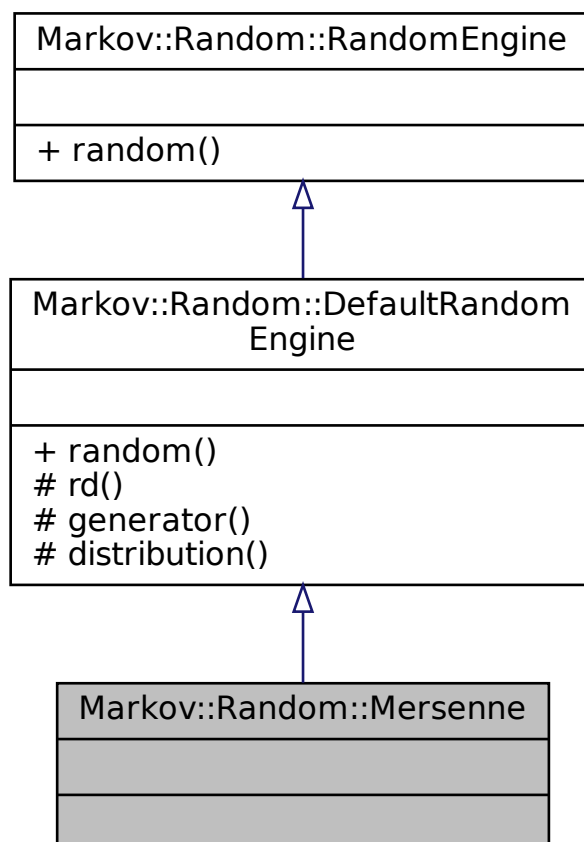 Markov::Random::RandomEngine
+ random()
Markov::Random::DefaultRandom
Engine
+ random()
# rd()
# generator()
# distribution()
Markov::Random::Mersenne